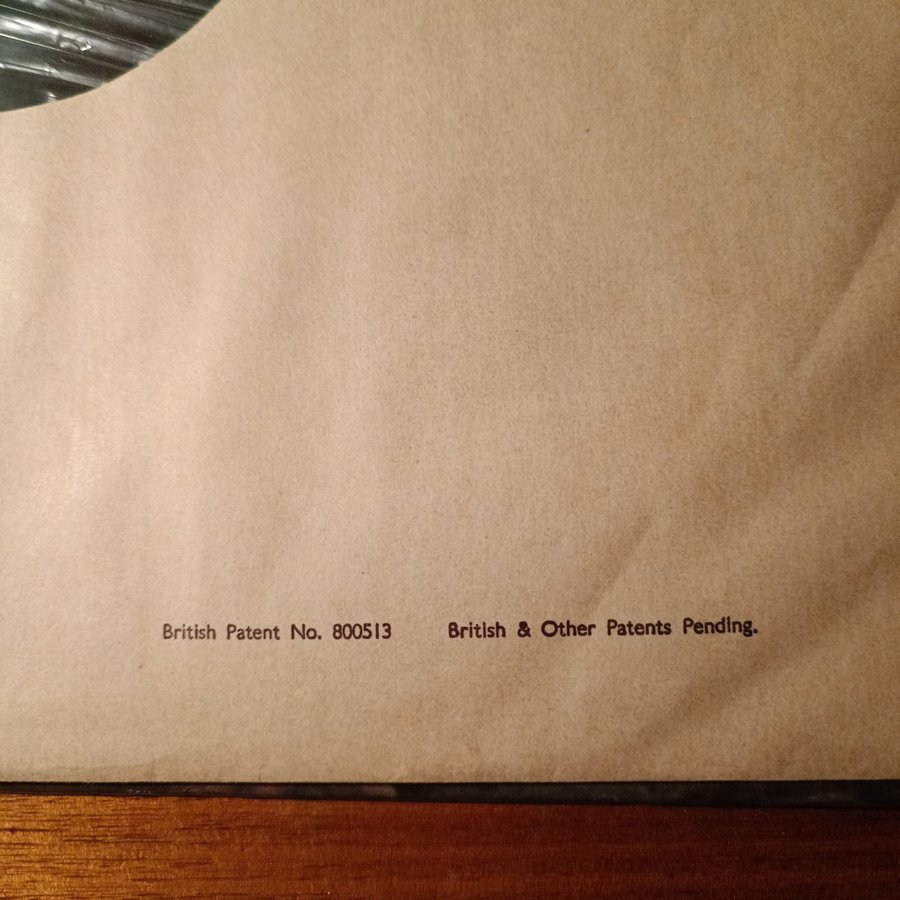 British Patent No. 800513 British & Other Patents Pending.